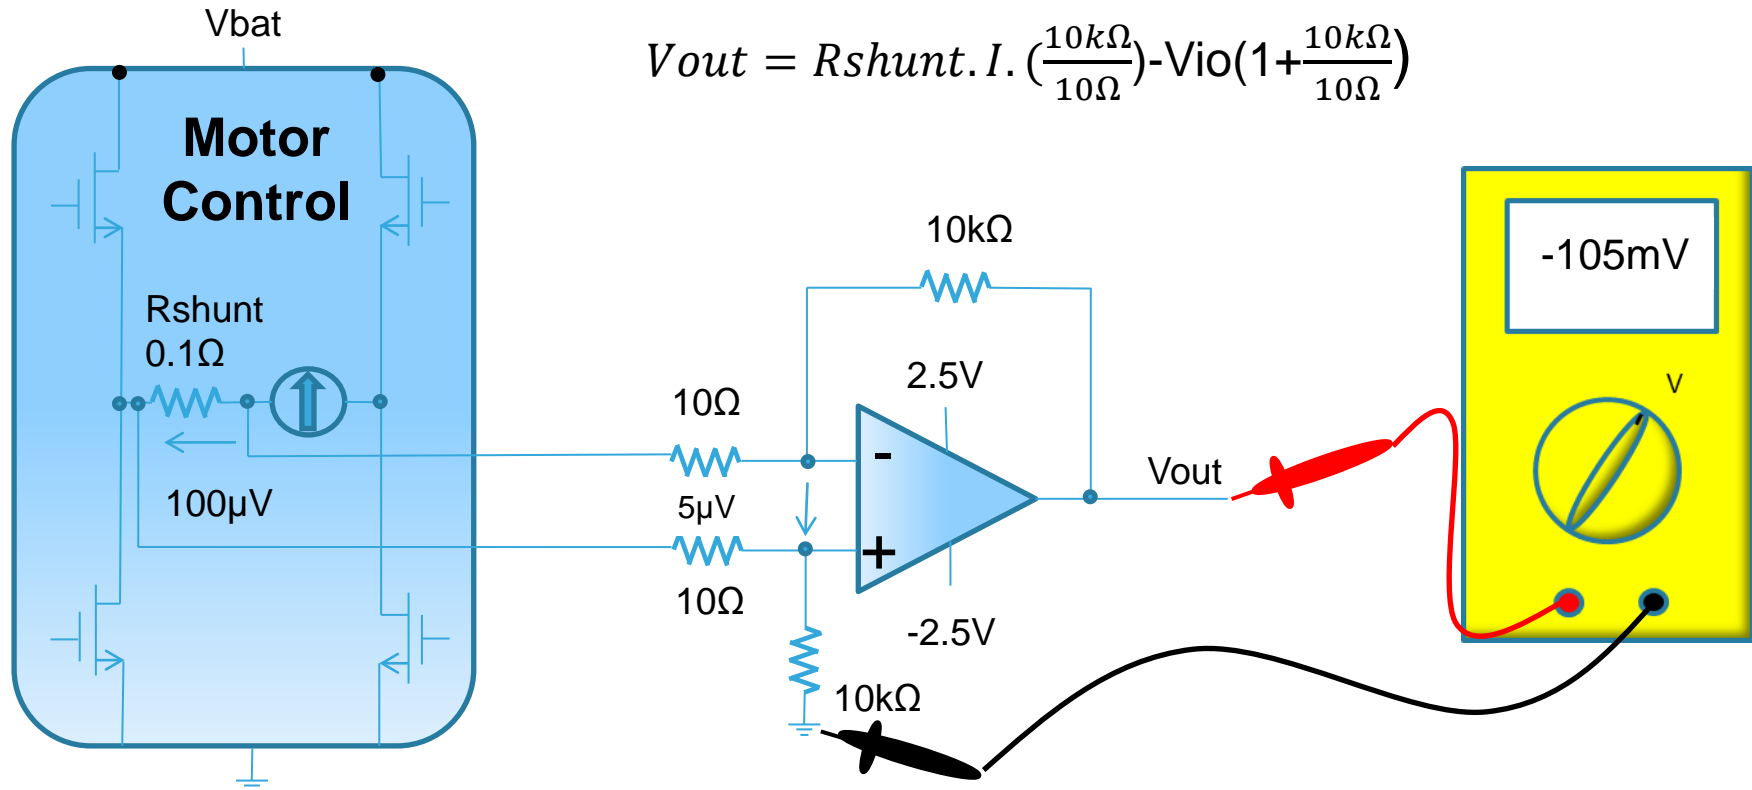 Vbat
Vout = Rshunt.I.(10kΩ/10Ω)-Vio(1+10kΩ/10Ω)
Motor
Control
-105mV
10kΩ
Rshunt
0.1Ω
2.5V
V
10Ω
-
Vout
100µV
5µV
+
10Ω
-2.5V
10kΩ